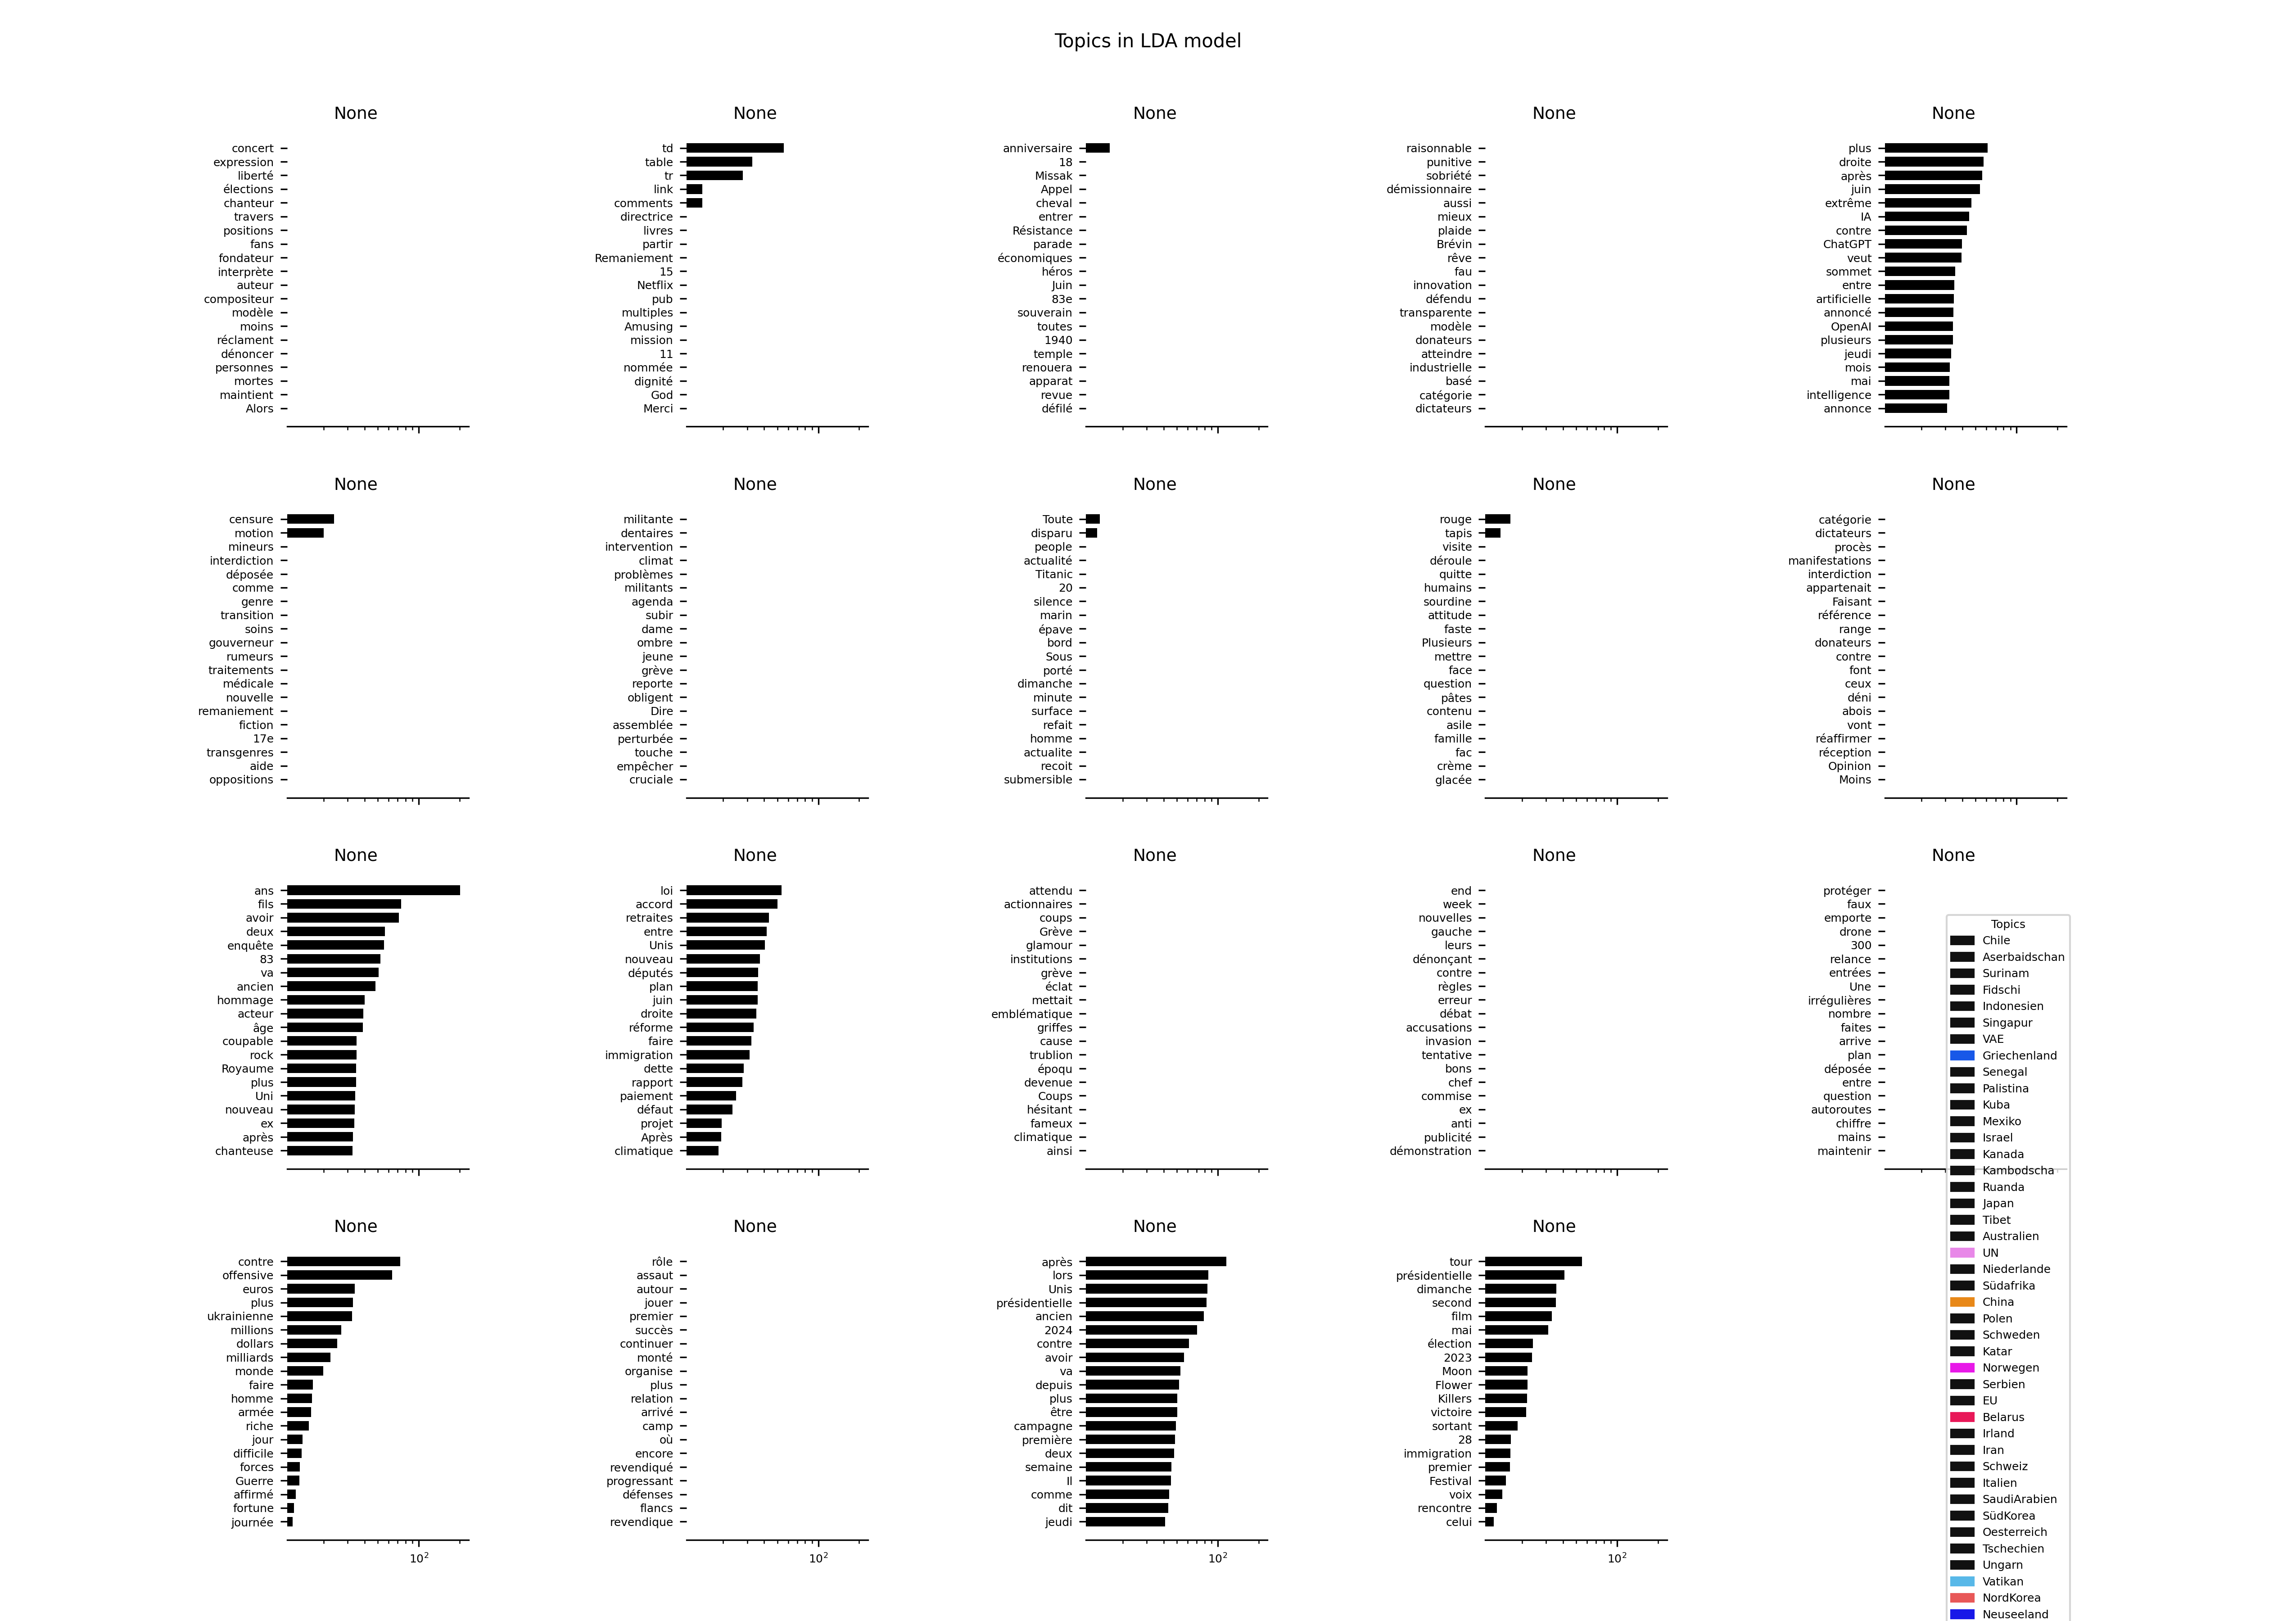 Topics in LDA model
None
concert
expression
liberté
élections
chanteur
travers
positions
fans
fondateur
interprète
auteur
compositeur
modèle
moins
réclament
dénoncer
personnes
mortes
maintient
Alors
None
td
table
tr
link
comments
directrice
livres
partir
Remaniement
15
Netflix
pub
multiples
Amusing
mission
11
nommée
dignité
God
Merci
None
anniversaire
18
Missak
Appel
cheval
entrer
Résistance
parade
économiques
héros
Juin
83e
souverain
toutes
1940
temple
renouera
apparat
revue
défilé
None
raisonnable
punitive
sobriété
démissionnaire
aussi
mieux
plaide
Brévin
rêve
fau
innovation
défendu
transparente
modèle
donateurs
atteindre
industrielle
basé
catégorie
dictateurs
None
plus
droite
après
juin
extrême
IA
contre
ChatGPT
veut
sommet
entre
artificielle
annoncé
OpenAI
plusieurs
jeudi
mois
mai
intelligence
annonce
None
censure
motion
mineurs
interdiction
déposée
comme
genre
transition
soins
gouverneur
rumeurs
traitements
médicale
nouvelle
remaniement
fiction
17e
transgenres
aide
oppositions
None
militante
dentaires
intervention
climat
problèmes
militants
agenda
subir
dame
ombre
jeune
grève
reporte
obligent
Dire
assemblée
perturbée
touche
empêcher
cruciale
None
Toute
disparu
people
actualité
Titanic
20
silence
marin
épave
bord
Sous
porté
dimanche
minute
surface
refait
homme
actualite
recoit
submersible
None
rouge
tapis
visite
déroule
quitte
humains
sourdine
attitude
faste
Plusieurs
mettre
face
question
pâtes
contenu
asile
famille
fac
crème
glacée
None
catégorie
dictateurs
procès
manifestations
interdiction
appartenait
Faisant
référence
range
donateurs
contre
font
ceux
déni
abois
vont
réaffirmer
réception
Opinion
Moins
None
ans
fils
avoir
deux
enquête
83
va
ancien
hommage
acteur
âge
coupable
rock
Royaume
plus
Uni
nouveau
ex
après
chanteuse
None
loi
accord
retraites
entre
Unis
nouveau
députés
plan
juin
droite
réforme
faire
immigration
dette
rapport
paiement
défaut
projet
Après
climatique
None
attendu
actionnaires
coups
Grève
glamour
institutions
grève
éclat
mettait
emblématique
griffes
cause
trublion
époqu
devenue
Coups
hésitant
fameux
climatique
ainsi
None
end
week
nouvelles
gauche
leurs
dénonçant
contre
règles
erreur
débat
accusations
invasion
tentative
bons
chef
commise
ex
anti
publicité
démonstration
None
protéger
faux
emporte
drone
300
relance
entrées
Une
irrégulières
nombre
faites
arrive
plan
déposée
entre
question
autoroutes
chiffre
mains
maintenir
None
contre
offensive
euros
plus
ukrainienne
millions
dollars
milliards
monde
faire
homme
armée
riche
jour
difficile
forces
Guerre
affirmé
fortune
journée
10²
None
rôle
assaut
autour
jouer
premier
succès
continuer
monté
organise
plus
relation
arrivé
camp
où
encore
revendiqué
progressant
défenses
flancs
revendique
10²
None
après
lors
Unis
présidentielle
ancien
2024
contre
avoir
va
depuis
plus
être
campagne
première
deux
semaine
Il
comme
dit
jeudi
10²
None
tour
présidentielle
dimanche
second
film
mai
élection
2023
Moon
Flower
Killers
victoire
sortant
28
immigration
premier
Festival
voix
rencontre
celui
10²
Topics
Chile
Aserbaidschan
Surinam
Fidschi
Indonesien
Singapur
VAE
Griechenland
Senegal
Palistina
Kuba
Mexiko
Israel
Kanada
Kambodscha
Ruanda
Japan
Tibet
Australien
UN
Niederlande
Südafrika
China
Polen
Schweden
Katar
Norwegen
Serbien
EU
Belarus
Irland
Iran
Schweiz
Italien
SaudiArabien
SüdKorea
Oesterreich
Tschechien
Ungarn
Vatikan
NordKorea
Neuseeland